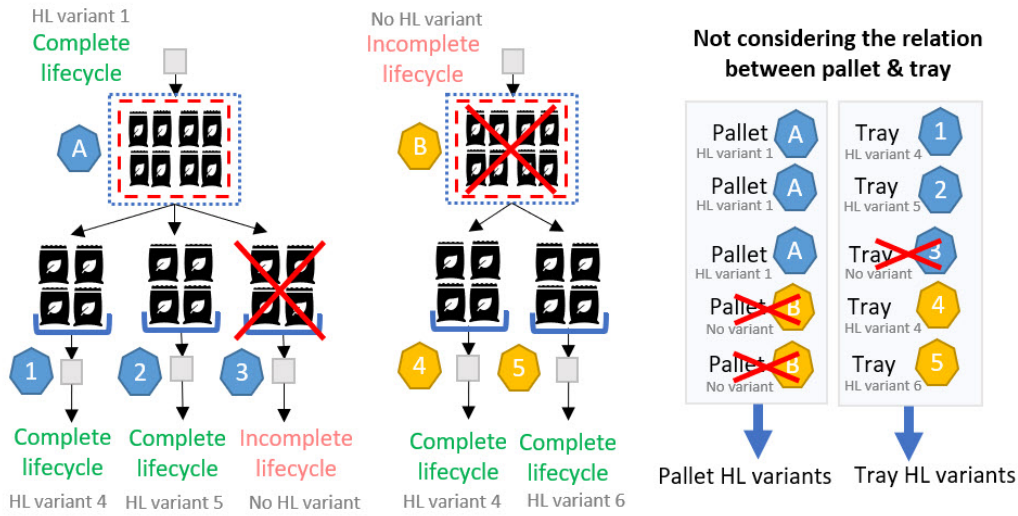 HL variant 1
Complete
lifecycle
A
No HL variant
Incomplete
lifecycle
B
1
2
3
4
5
Complete
lifecycle
HL variant 4
Complete
lifecycle
HL variant 5
Incomplete
lifecycle
No HL variant
Complete
lifecycle
HL variant 4
Complete
lifecycle
HL variant 6
Not considering the relation
between pallet & tray
Pallet A
HL variant 1
Pallet A
HL variant 1
Pallet A
HL variant 1
Pallet B
No variant
Pallet B
No variant
Pallet HL variants
Tray 1
HL variant 4
Tray 2
HL variant 5
Tray 3
No variant
Tray 4
HL variant 4
Tray 5
HL variant 6
Tray HL variants